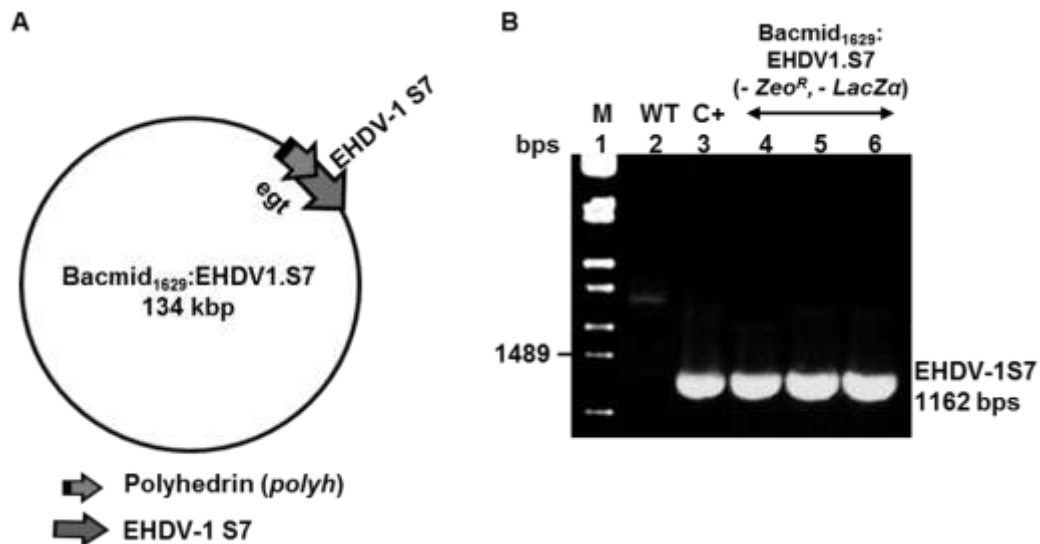 A
EHDV-1 S7
egt
Bacmid1629:EHDV1.S7
134 kbp
Polyhedrin (polyh)
EHDV-1 S7
B
Bacmid1629:
EHDV1.S7
(- ZeoR, - LacZα)
M WT C+
bps 1 2 3 4 5 6
1489
EHDV-1S7
1162 bps